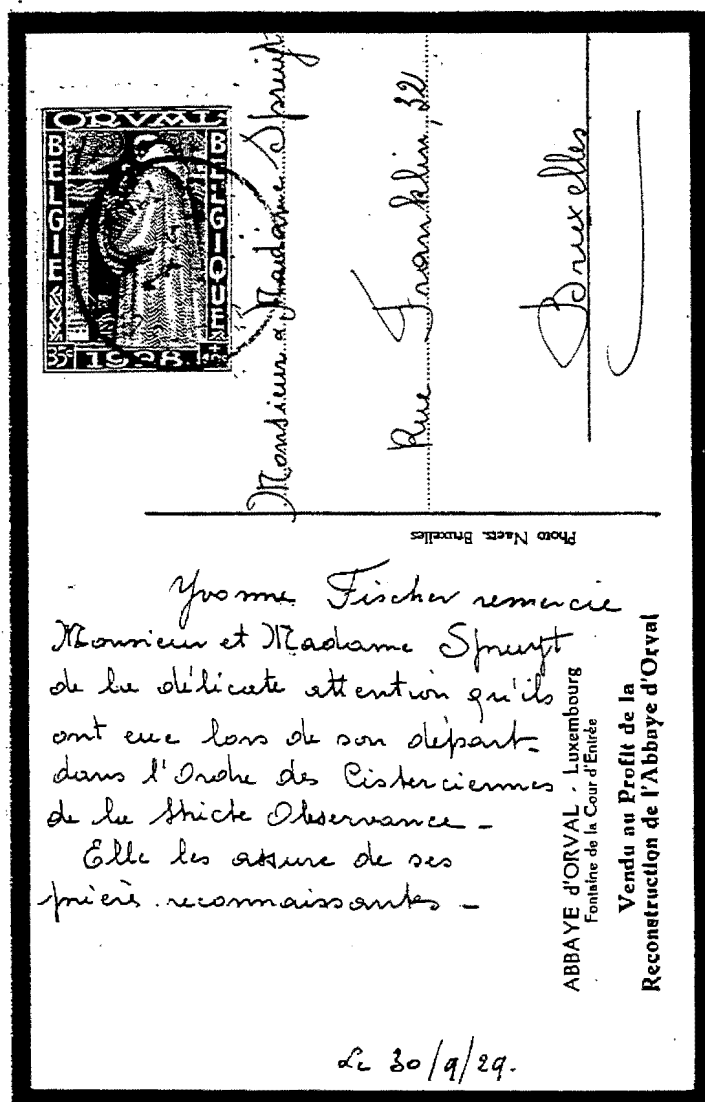 ORVAL
BELGIE
BELGIQUE
35c
1928
Monsieur & Madame Spruyt
Rue Franklin, 32
Bruxelles
Photo Naets, Bruxelles
Yvonne Fischer remercie
Monsieur et Madame Spruyt
de la délicate attention qu'ils
ont eue lors de son départ
dans l'Ordre des Cisterciennes
de la Stricte Observance -
Elle les assure de ses
prières reconnaissantes -
Le 30/9/29.
ABBAYE d'ORVAL - Luxembourg
Fontaine de la Cour d'Entrée
Vendu au Profit de la
Reconstruction de l'Abbaye d'Orval